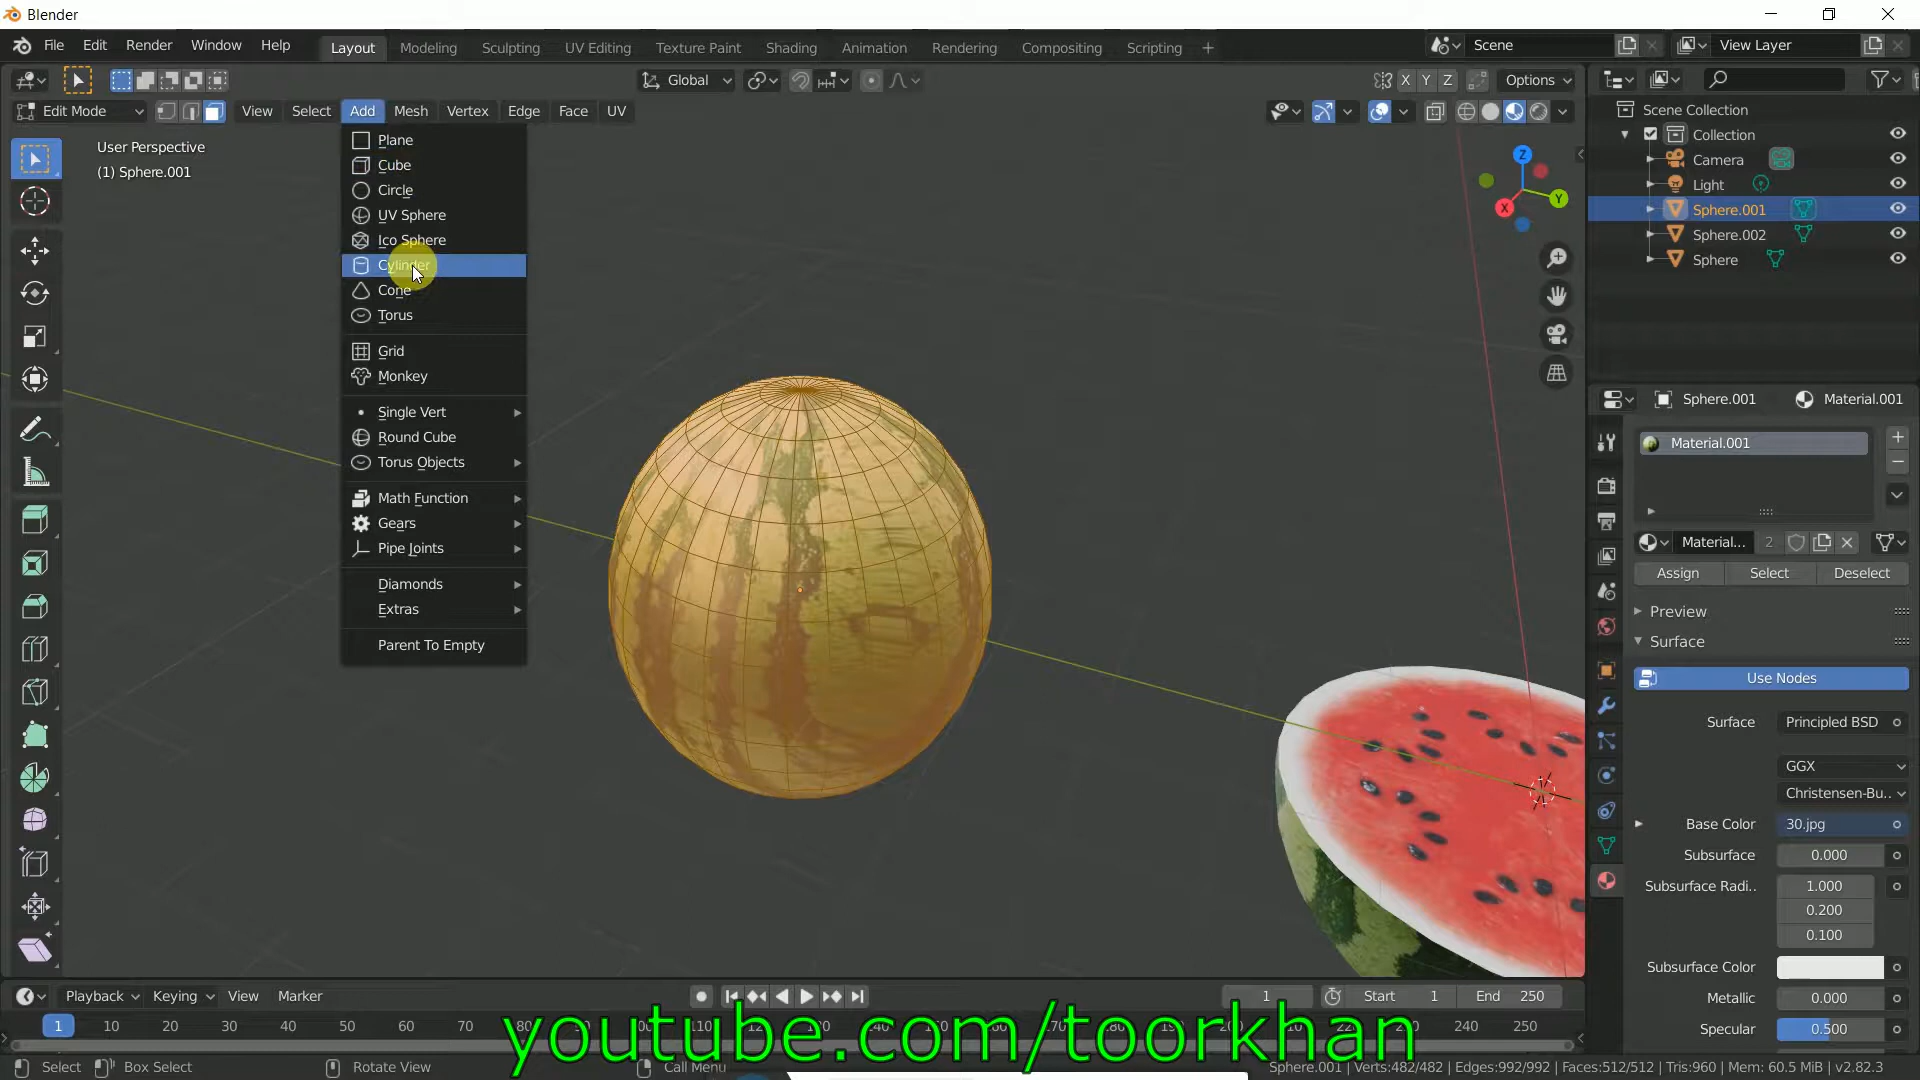 Blender
File Edit Render Window Help Layout Modeling Sculpting UV Editing Texture Paint Shading Animation Rendering Compositing Scripting + Scene View Layer
Global X Y Z Options
Edit Mode View Select Add Mesh Vertex Edge Face UV
User Perspective
(1) Sphere.001
Plane
Cube
Circle
UV Sphere
Ico Sphere
Cylinder
Cone
Torus
Grid
Monkey
Single Vert
Round Cube
Torus Objects
Math Function
Gears
Pipe Joints
Diamonds
Extras
Parent To Empty
Z
Y
X
Scene Collection
Collection
Camera
Light
Sphere.001
Sphere.002
Sphere
Sphere.001 Material.001
Material.001
Material... 2
Assign Select Deselect
Preview
Surface
Use Nodes
Surface Principled BSD
GGX
Christensen-Bu..
Base Color 30.jpg
Subsurface 0.000
Subsurface Radi.. 1.000
0.200
0.100
Subsurface Color
Metallic 0.000
Specular 0.500
Playback Keying View Marker 1 Start 1 End 250
1 10 20 30 40 50 60 70 240 250
youtube.com/toorkhan
Select Box Select Rotate View Call Menu Sphere.001 | Verts:482/482 | Edges:992/992 | Faces:512/512 | Tris:960 | Mem: 60.5 MiB | v2.82.3